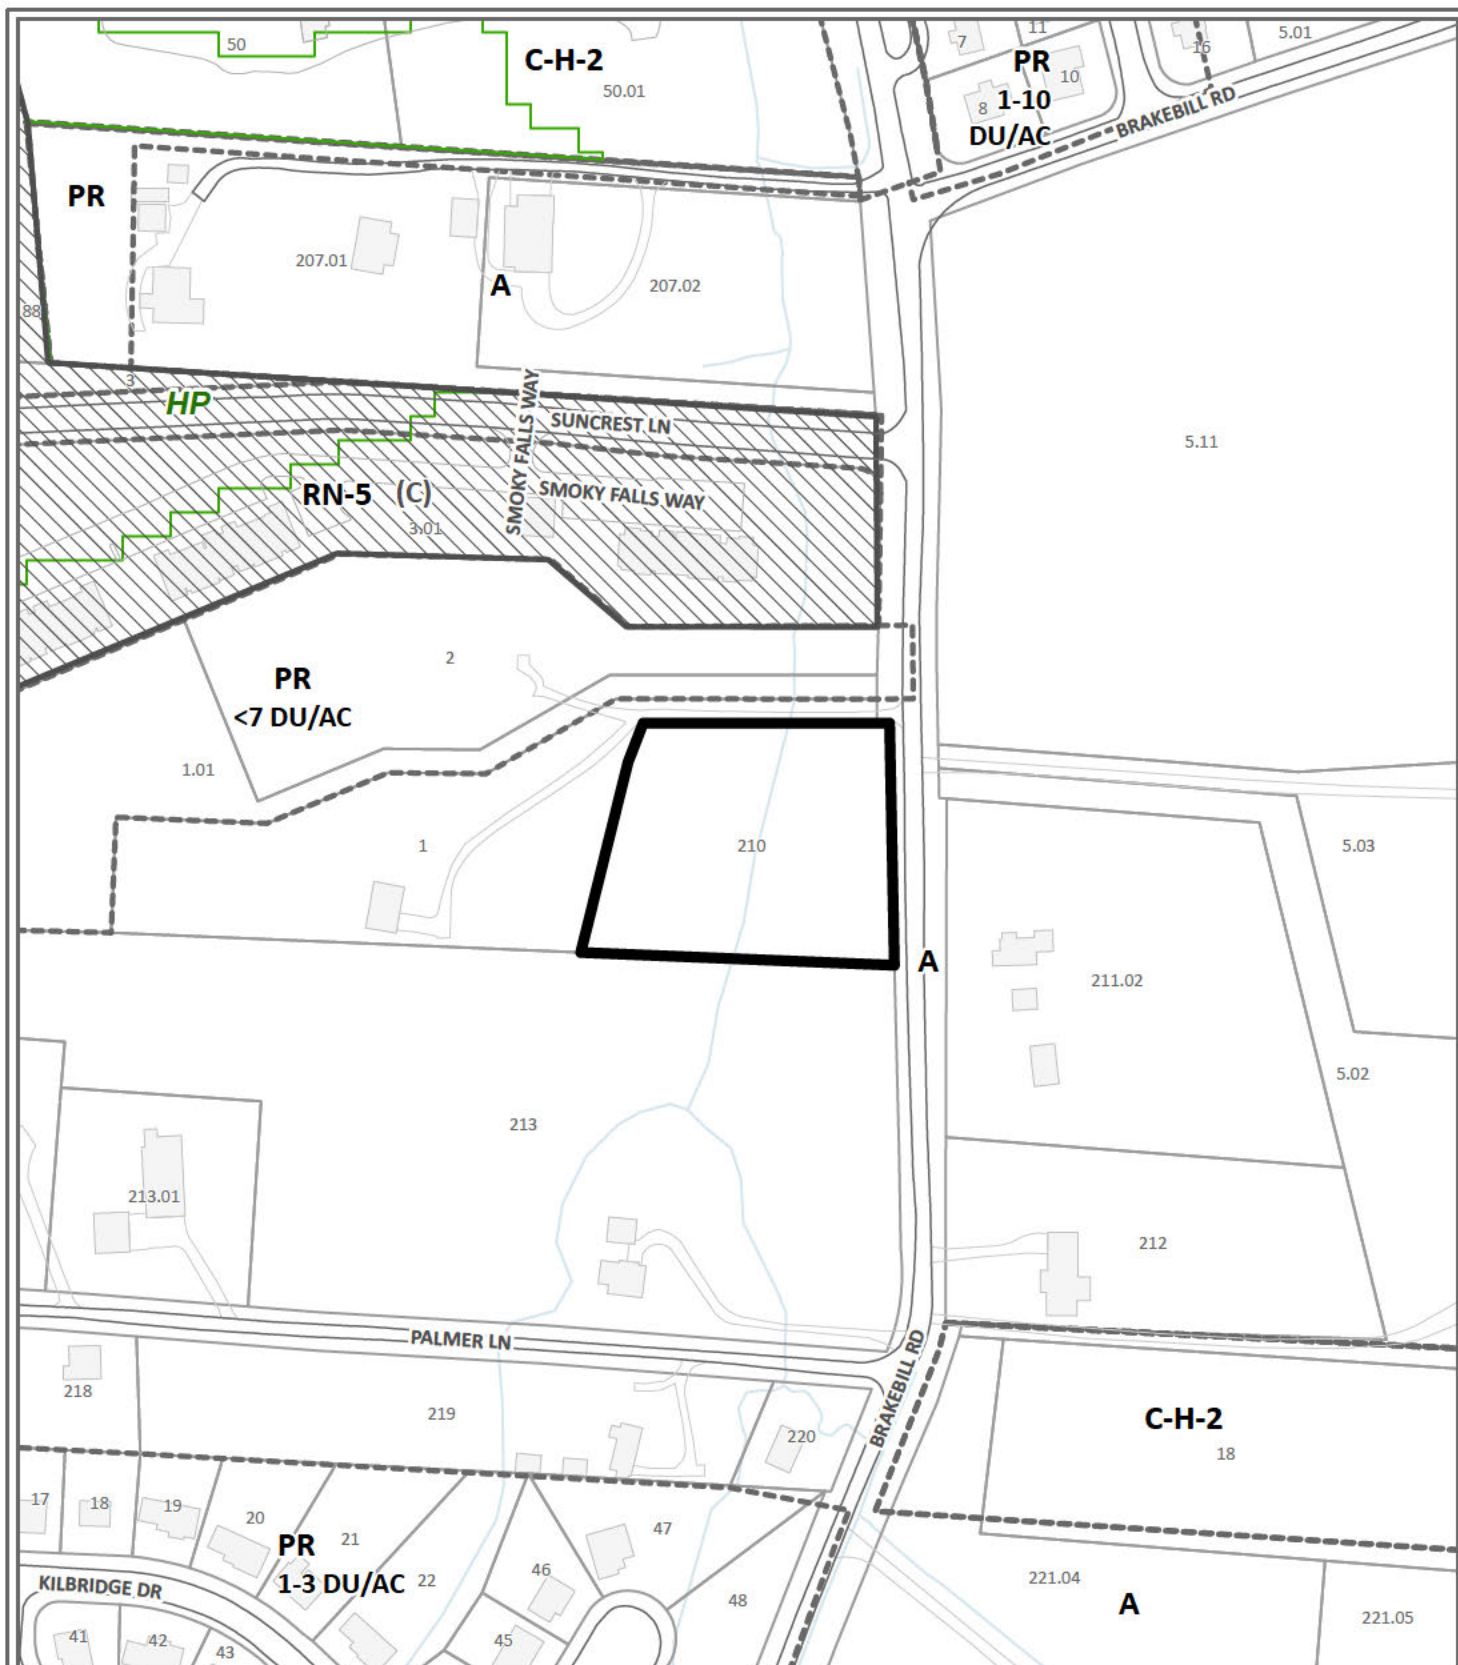 50
C-H-2
50.01
7
11
PR
1-10
DU/AC
8
10
16
5.01
BRAKEBILL RD
PR
207.01
A
207.02
88
3
HP
SMOKY FALLS WAY
SUNCREST LN
5.11
RN-5 (C)
3.01
SMOKY FALLS WAY
2
PR
<7 DU/AC
1.01
1
210
5.03
A
211.02
5.02
213
213.01
212
PALMER LN
BRAKEBILL RD
218
219
220
C-H-2
18
17
18
19
20
21
22
PR
1-3 DU/AC
46
47
48
45
KILBRIDGE DR
41
42
43
221.04
A
221.05